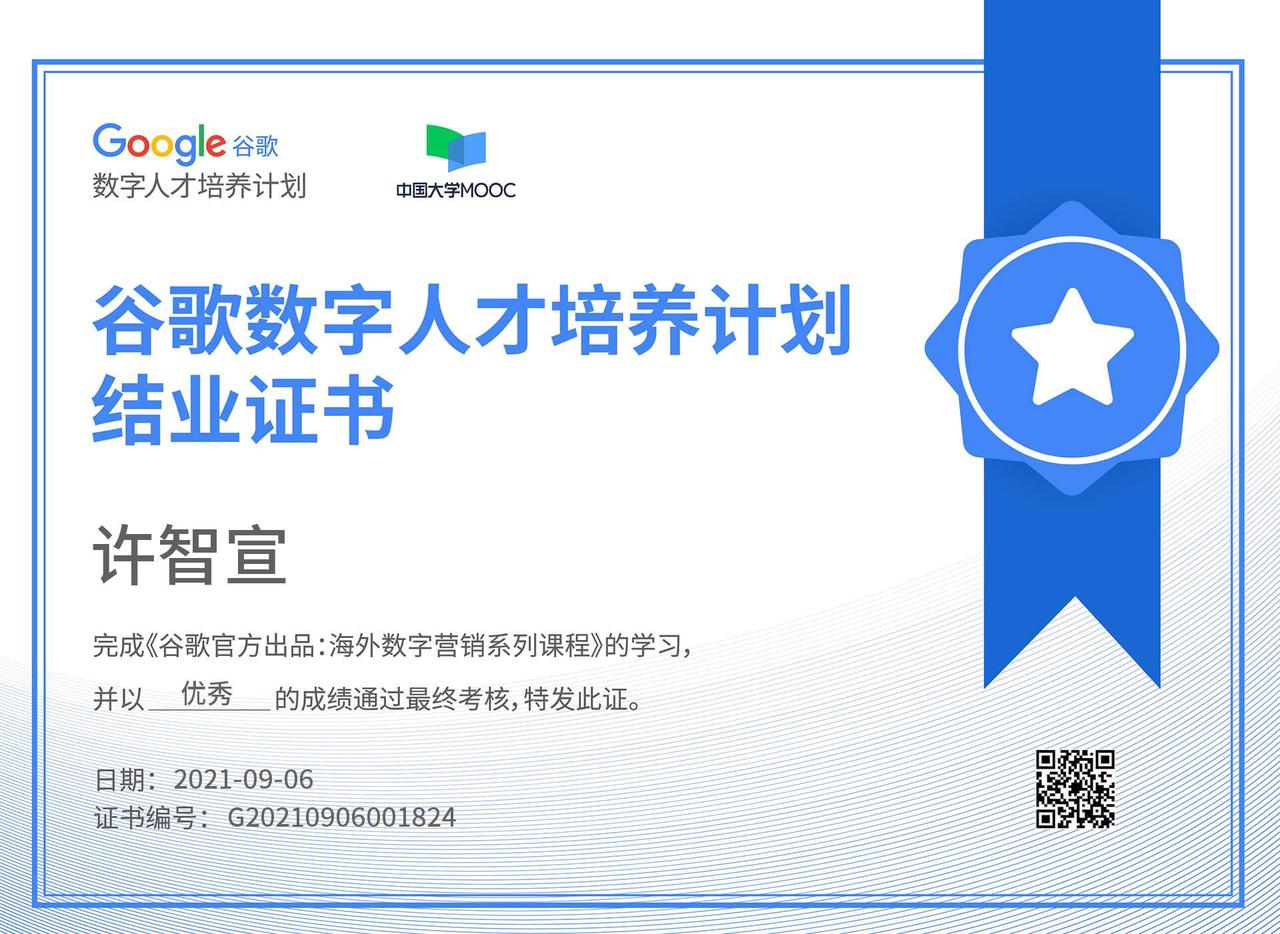 Google 谷歌
数字人才培养计划
中国大学MOOC
谷歌数字人才培养计划
结业证书
许智宣
完成《谷歌官方出品：海外数字营销系列课程》的学习，
并以 优秀 的成绩通过最终考核，特发此证。
日期： 2021-09-06
证书编号： G20210906001824